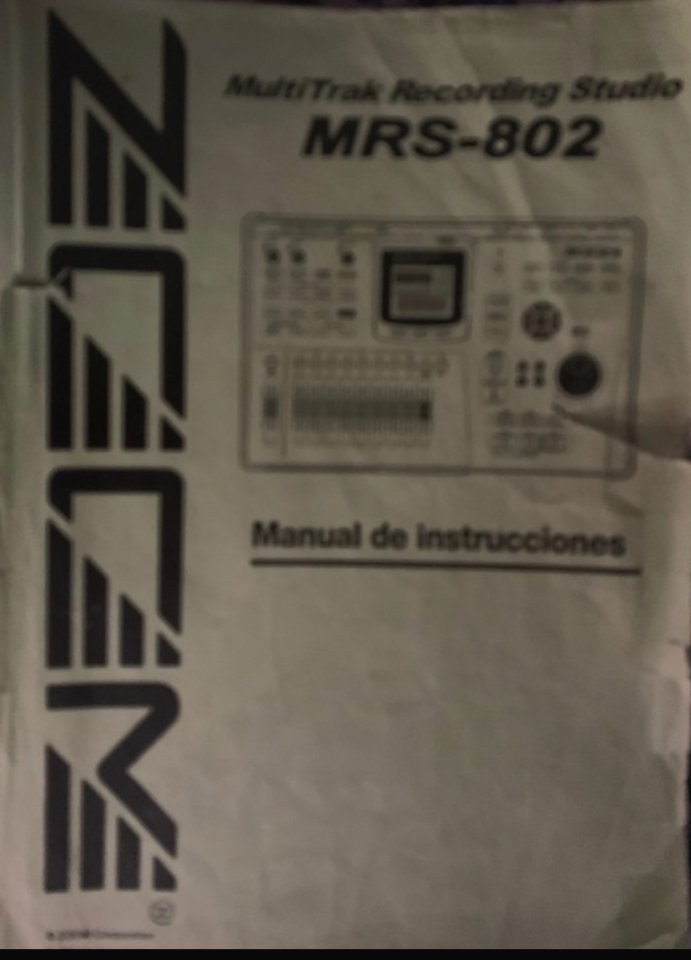 ZOOM
MultiTrak Recording Studio
MRS-802
Manual de instrucciones